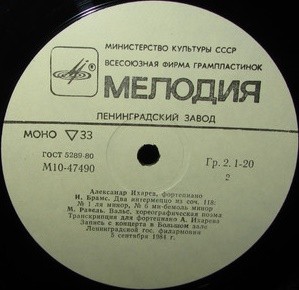 МИНИСТЕРСТВО КУЛЬТУРЫ СССР
ВСЕСОЮЗНАЯ ФИРМА ГРАМПЛАСТИНОК
МЕЛОДИЯ
ЛЕНИНГРАДСКИЙ ЗАВОД
МОНО ▽33
ГОСТ 5289-80
М10-47490
Гр. 2. 1-20
2
Александр Ихарев, фортепиано
И. Брамс. Два интермеццо из соч. 118:
№ 1 ля минор, № 6 ми-бемоль минор
М. Равель. Вальс, хореографическая поэма
Транскрипция для фортепиано А. Ихарева
Запись с концерта в Большом зале
Ленинградской гос. филармонии
5 сентября 1984 г.